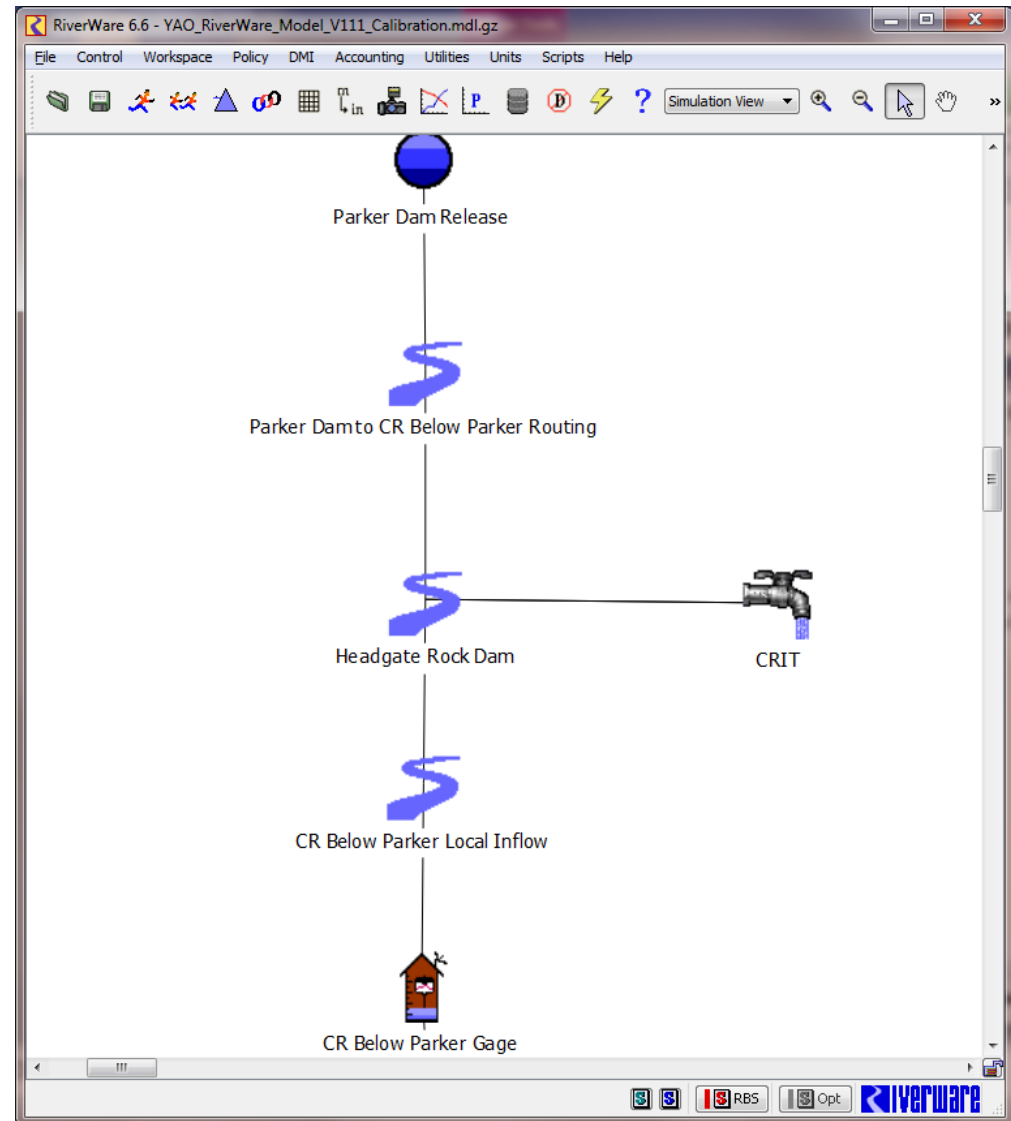 RiverWare 6.6 - YAO_RiverWare_Model_V111_Calibration.mdl.gz
File Control Workspace Policy DMI Accounting Utilities Units Scripts Help
in P D ? Simulation View »
Parker Dam Release
Parker Dam to CR Below Parker Routing
Headgate Rock Dam
CRIT
CR Below Parker Local Inflow
CR Below Parker Gage
S S S RBS S Opt Riverware